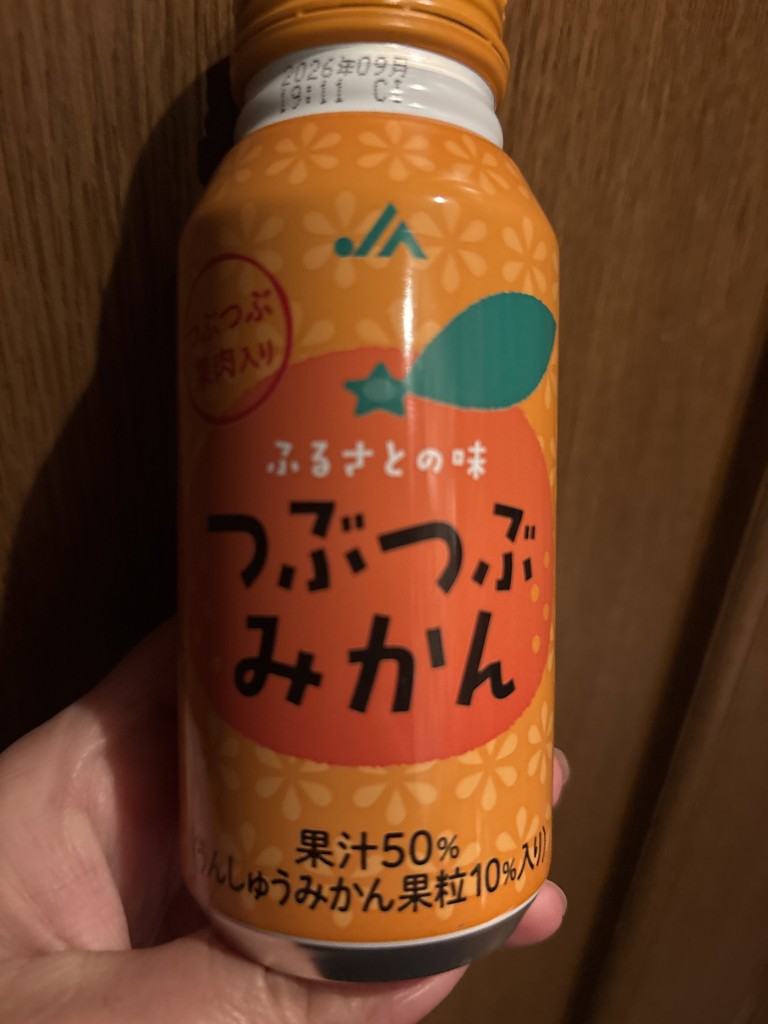 2026年09月
19:11 C
JA
つぶつぶ
果肉入り
ふるさとの味
つぶつぶ
みかん
果汁50%
(うんしゅうみかん果粒10%入り)